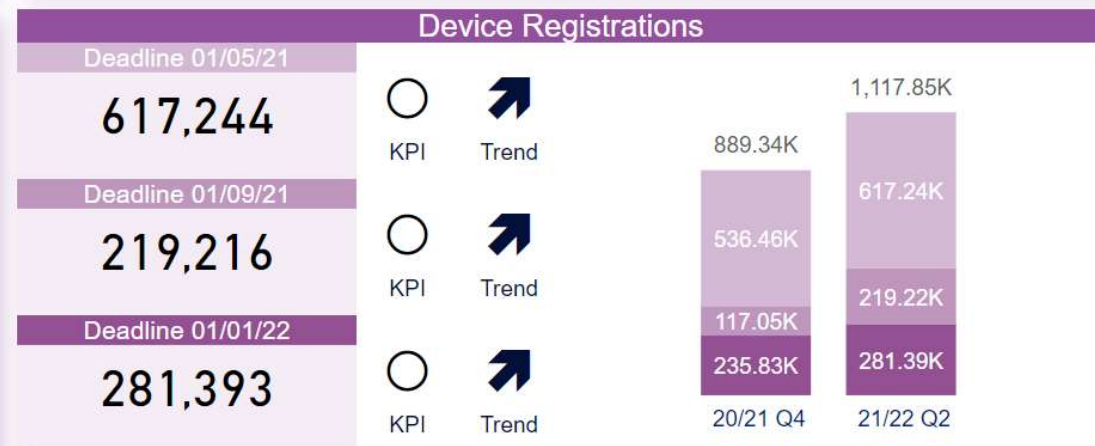 Device Registrations
Deadline 01/05/21
617,244
KPI
Trend
Deadline 01/09/21
219,216
KPI
Trend
Deadline 01/01/22
281,393
KPI
Trend
889.34K
536.46K
117.05K
235.83K
20/21 Q4
1,117.85K
617.24K
219.22K
281.39K
21/22 Q2